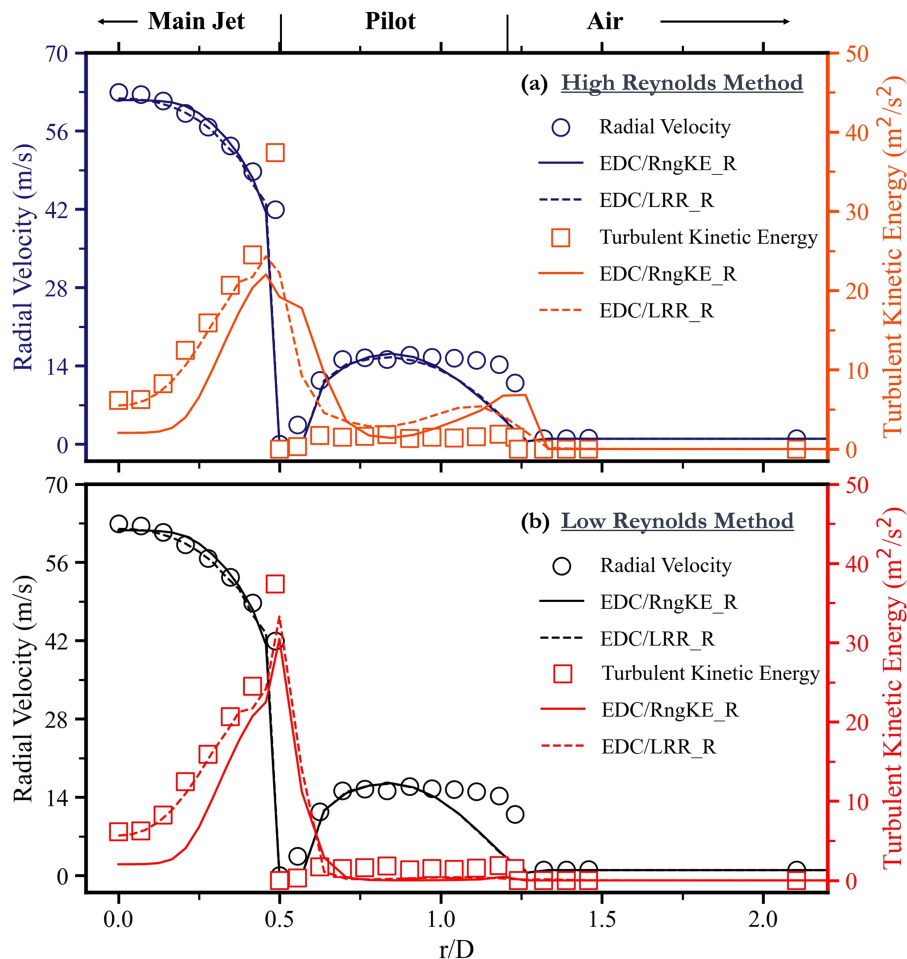 Main Jet Pilot Air
70
56
42
28
14
0
Radial Velocity (m/s)
(a) High Reynolds Method
Radial Velocity
EDC/RngKE_R
EDC/LRR_R
Turbulent Kinetic Energy
EDC/RngKE_R
EDC/LRR_R
50
40
30
20
10
0
Turbulent Kinetic Energy (m²/s²)
70
56
42
28
14
0
Radial Velocity (m/s)
(b) Low Reynolds Method
Radial Velocity
EDC/RngKE_R
EDC/LRR_R
Turbulent Kinetic Energy
EDC/RngKE_R
EDC/LRR_R
50
40
30
20
10
0
Turbulent Kinetic Energy (m²/s²)
0.0 0.5 1.0 1.5 2.0
r/D